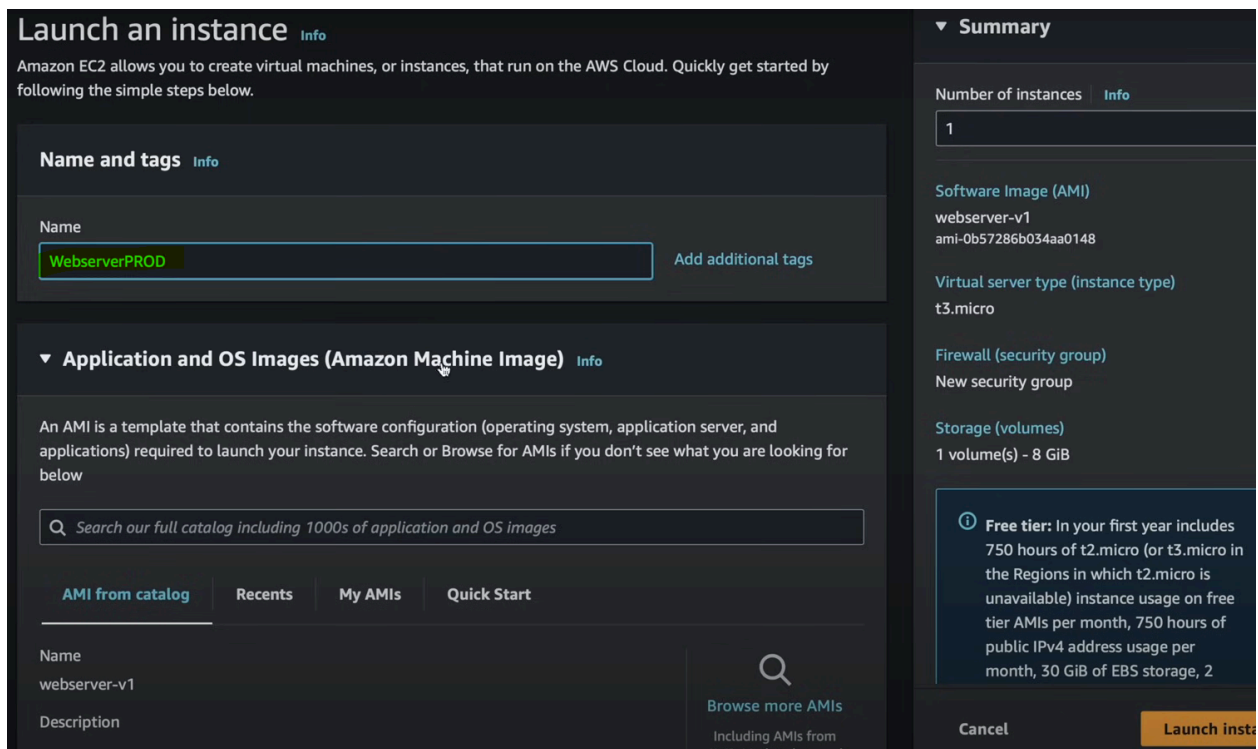 Launch an instance Info
Amazon EC2 allows you to create virtual machines, or instances, that run on the AWS Cloud. Quickly get started by
following the simple steps below.
Name and tags Info
Name
WebserverPROD
Add additional tags
Application and OS Images (Amazon Machine Image) Info
An AMI is a template that contains the software configuration (operating system, application server, and
applications) required to launch your instance. Search or Browse for AMIs if you don't see what you are looking for
below
Search our full catalog including 1000s of application and OS images
AMI from catalog
Recents
My AMIs
Quick Start
Name
webserver-v1
Description
Browse more AMIs
Including AMIs from
Summary
Number of instances Info
1
Software Image (AMI)
webserver-v1
ami-0b57286b034aa0148
Virtual server type (instance type)
t3.micro
Firewall (security group)
New security group
Storage (volumes)
1 volume(s) - 8 GiB
Free tier: In your first year includes
750 hours of t2.micro (or t3.micro in
the Regions in which t2.micro is
unavailable) instance usage on free
tier AMIs per month, 750 hours of
public IPv4 address usage per
month, 30 GiB of EBS storage, 2
Cancel
Launch insta